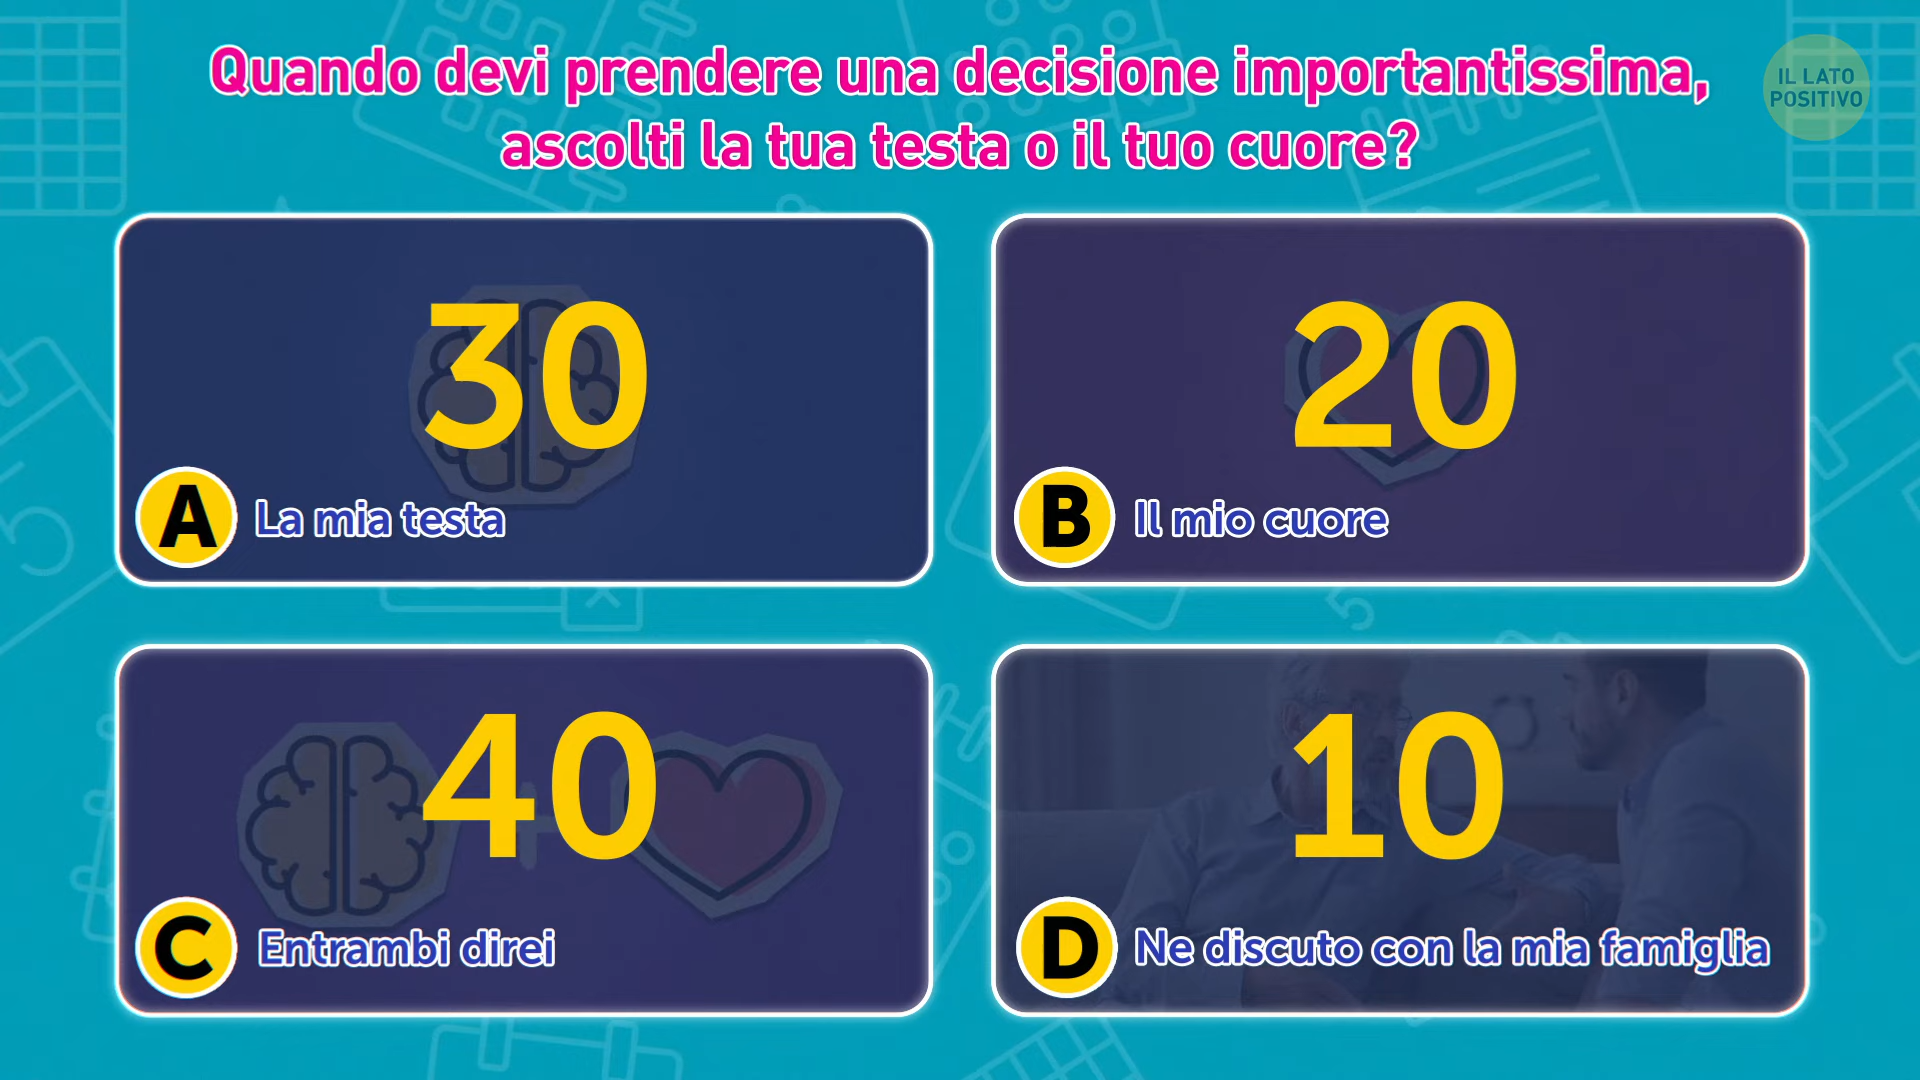 Quando devi prendere una decisione importantissima,
ascolti la tua testa o il tuo cuore?
IL LATO
POSITIVO
30
A La mia testa
20
B Il mio cuore
40
C Entrambi direi
10
D Ne discuto con la mia famiglia